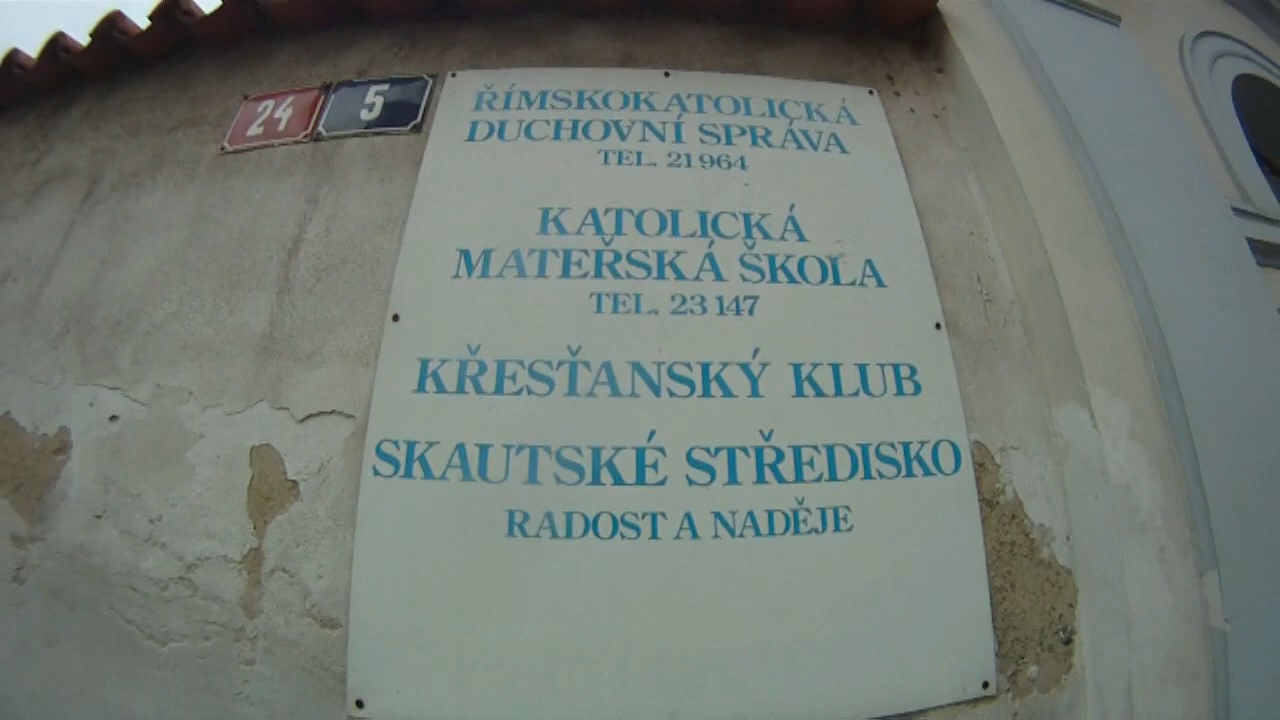 24
5
ŘÍMSKOKATOLICKÁ
DUCHOVNÍ SPRÁVA
TEL. 21 964
KATOLICKÁ
MATEŘSKÁ ŠKOLA
TEL. 23 147
KŘESŤANSKÝ KLUB
SKAUTSKÉ STŘEDISKO
RADOST A NADĚJE